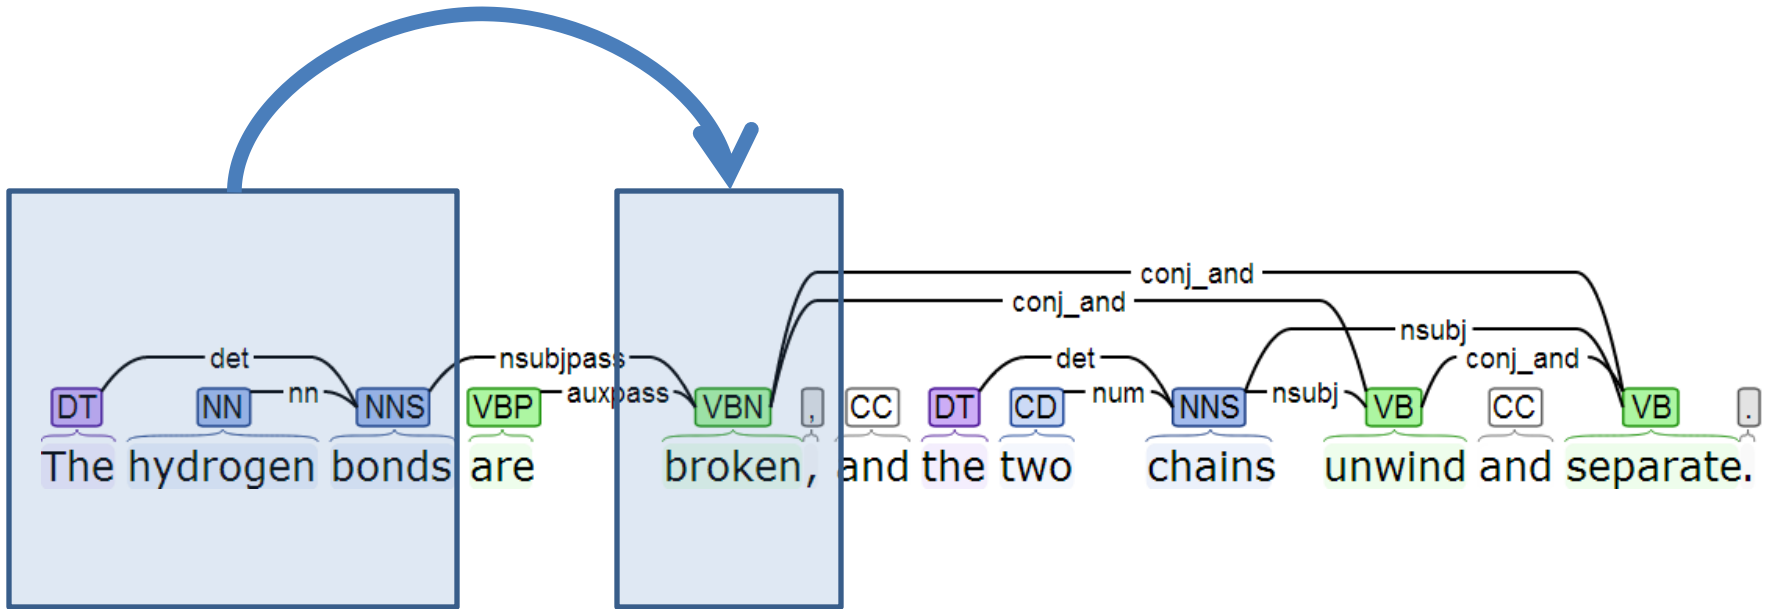 conj_and
conj_and
nsubj
det nsubjpass det conj_and
nn auxpass num nsubj
DT NN NNS VBP VBN , CC DT CD NNS VB CC VB .
The hydrogen bonds are broken, and the two chains unwind and separate.